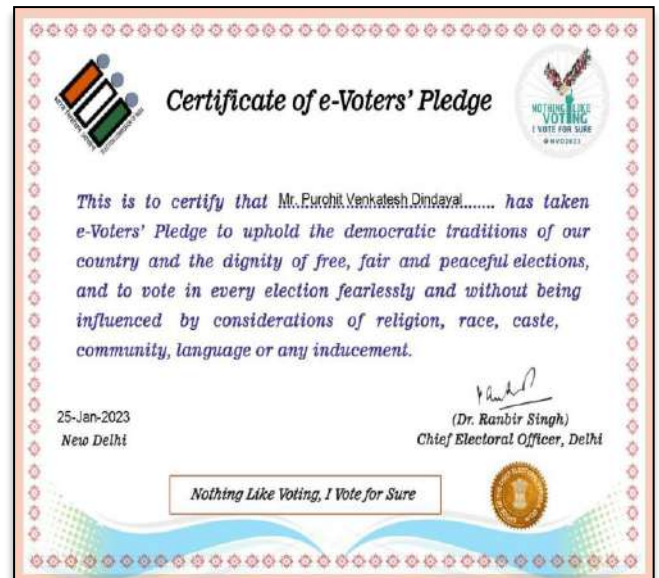 Certificate of e-Voters' Pledge
NOTHING LIKE
VOTING
I VOTE FOR SURE
#NVD2023
This is to certify that Mr. Purohit Venkatesh Dindayal....... has taken
e-Voters' Pledge to uphold the democratic traditions of our
country and the dignity of free, fair and peaceful elections,
and to vote in every election fearlessly and without being
influenced by considerations of religion, race, caste,
community, language or any inducement.
25-Jan-2023
New Delhi
(Dr. Ranbir Singh)
Chief Electoral Officer, Delhi
Nothing Like Voting, I Vote for Sure